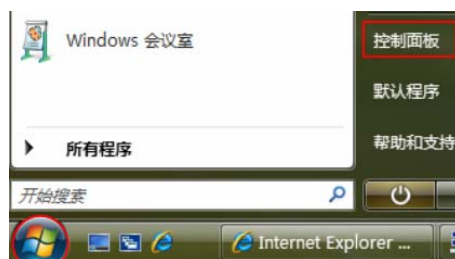 Windows 会议室
控制面板
默认程序
所有程序
帮助和支持
开始搜索
Internet Explorer ...